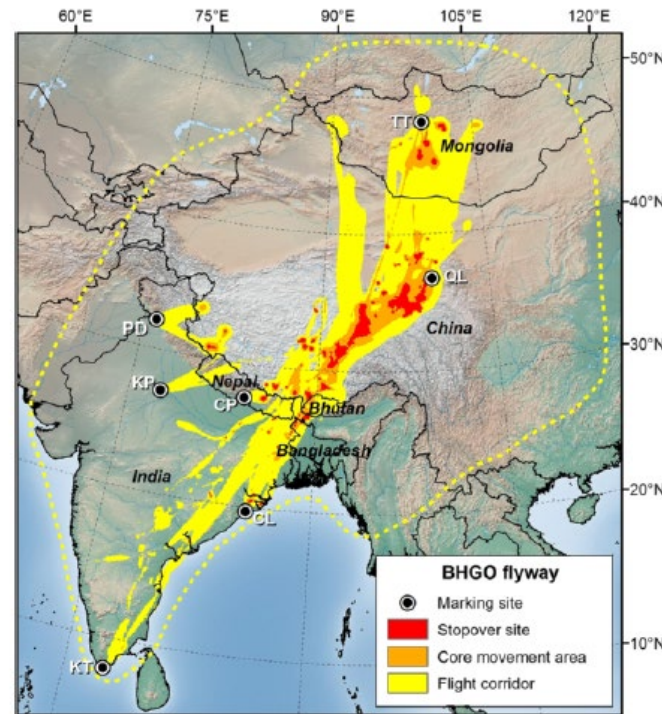 60°E 75°E 90°E 105°E 120°E
50°N
TT
Mongolia
40°N
QL
PD
China
30°N
KP
Nepal
CP
Bhutan
Bangladesh
India
20°N
CL
BHGO flyway
Marking site
Stopover site
10°N
Core movement area
KT
Flight corridor